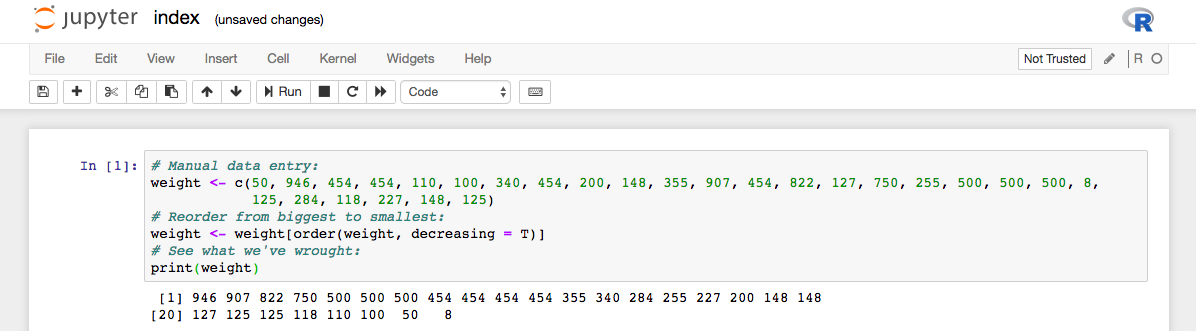 jupyter index (unsaved changes)
R
File Edit View Insert Cell Kernel Widgets Help Not Trusted R
Run Code
In [1]: # Manual data entry:
weight <- c(50, 946, 454, 454, 110, 100, 340, 454, 200, 148, 355, 907, 454, 822, 127, 750, 255, 500, 500, 500, 8,
125, 284, 118, 227, 148, 125)
# Reorder from biggest to smallest:
weight <- weight[order(weight, decreasing = T)]
# See what we've wrought:
print(weight)
[1] 946 907 822 750 500 500 500 454 454 454 454 355 340 284 255 227 200 148 148
[20] 127 125 125 118 110 100 50 8